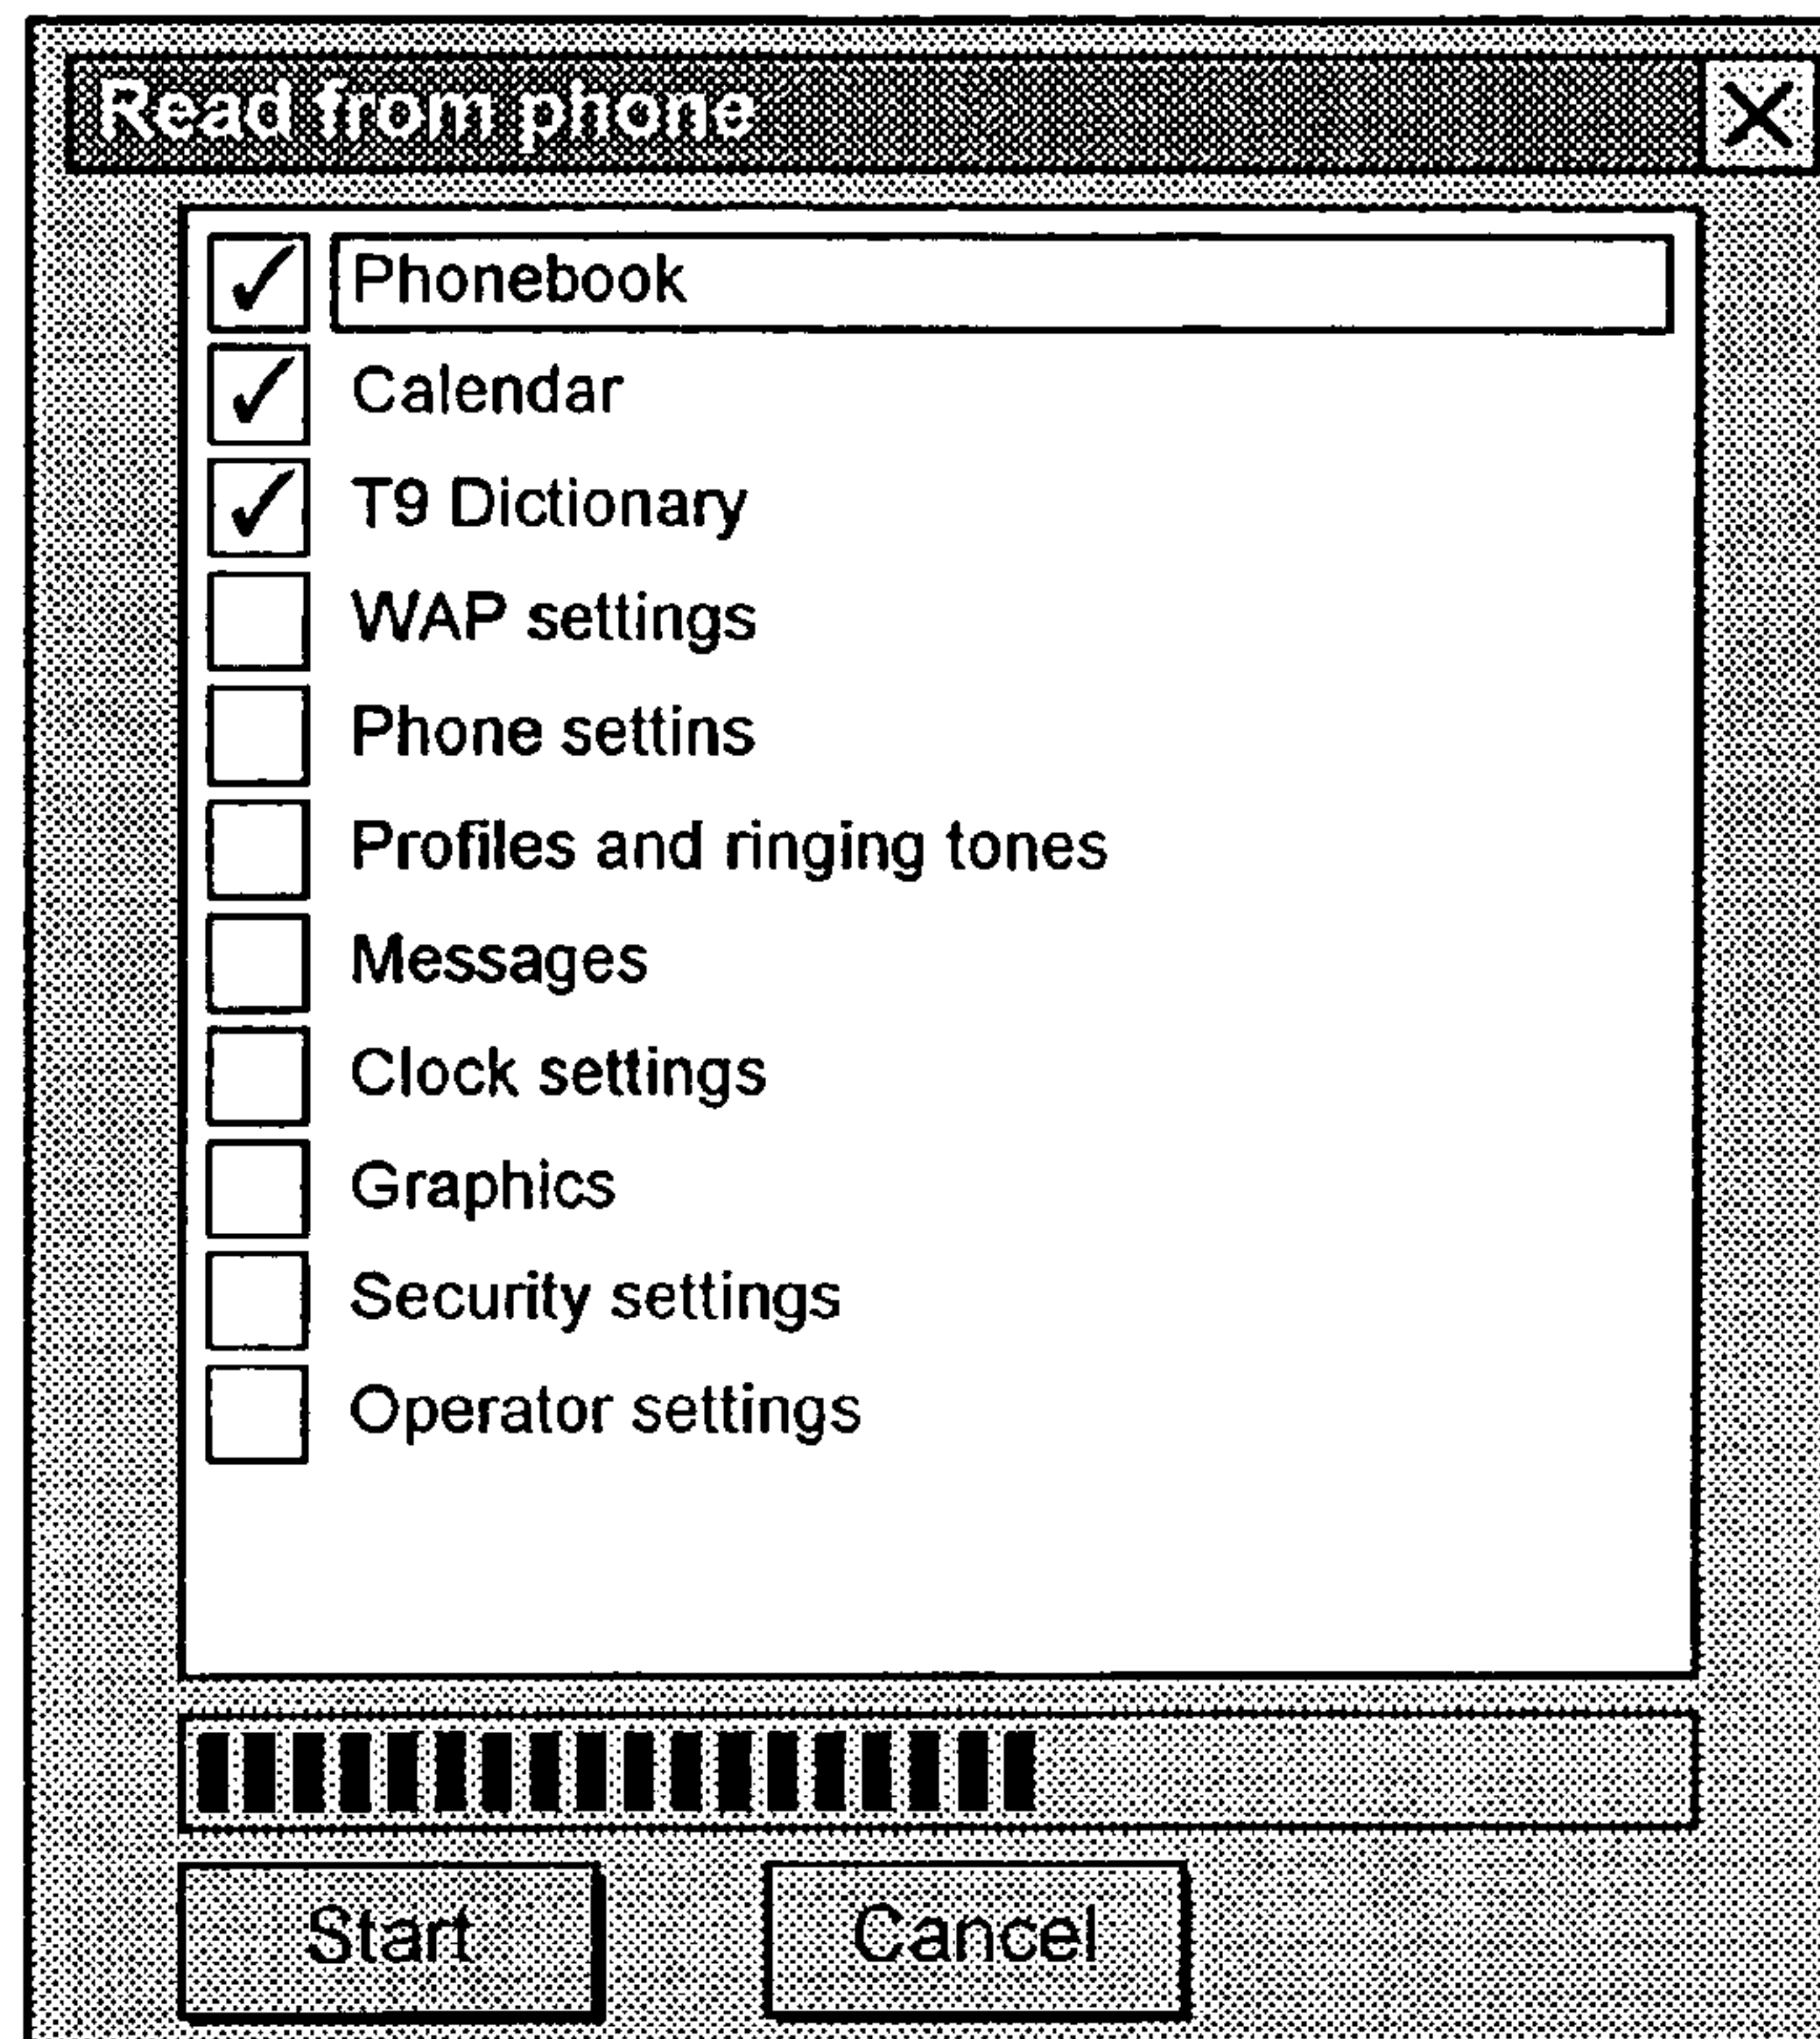 Read from phone
Phonebook
Calendar
T9 Dictionary
WAP settings
Phone settins
Profiles and ringing tones
Messages
Clock settings
Graphics
Security settings
Operator settings
Start Cancel